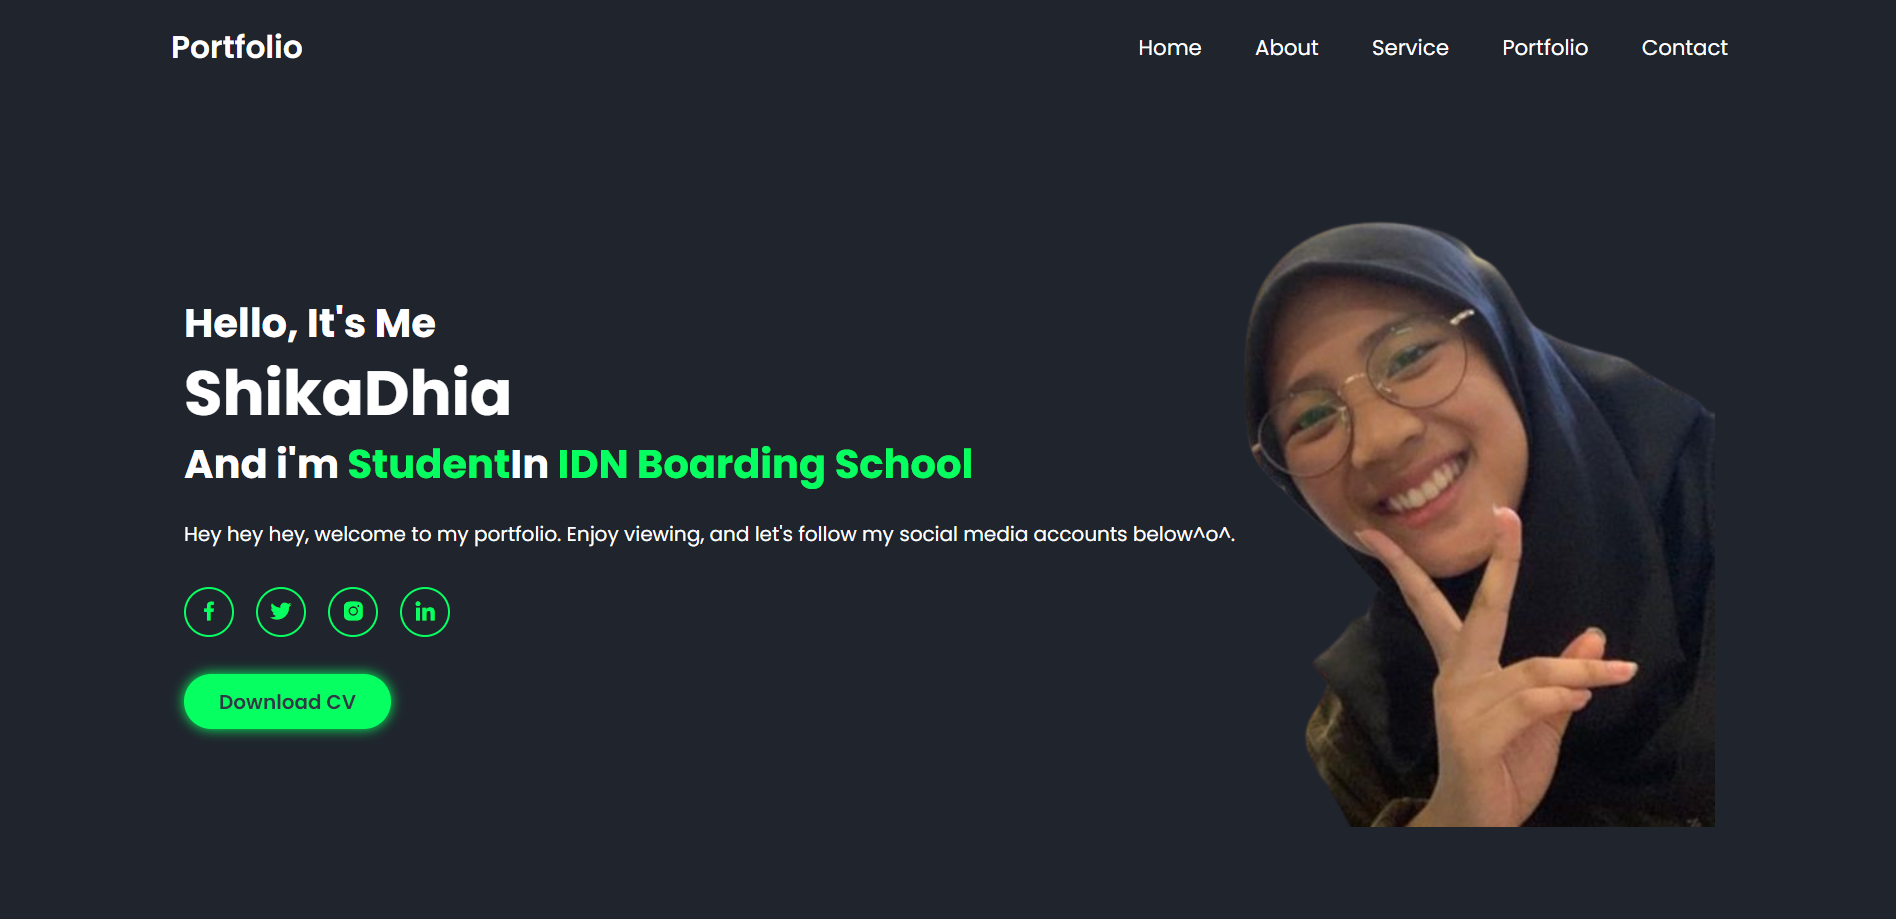 Portfolio
Home About Service Portfolio Contact
Hello, It's Me
ShikaDhia
And i'm StudentIn IDN Boarding School
Hey hey hey, welcome to my portfolio. Enjoy viewing, and let's follow my social media accounts below^o^.
Download CV